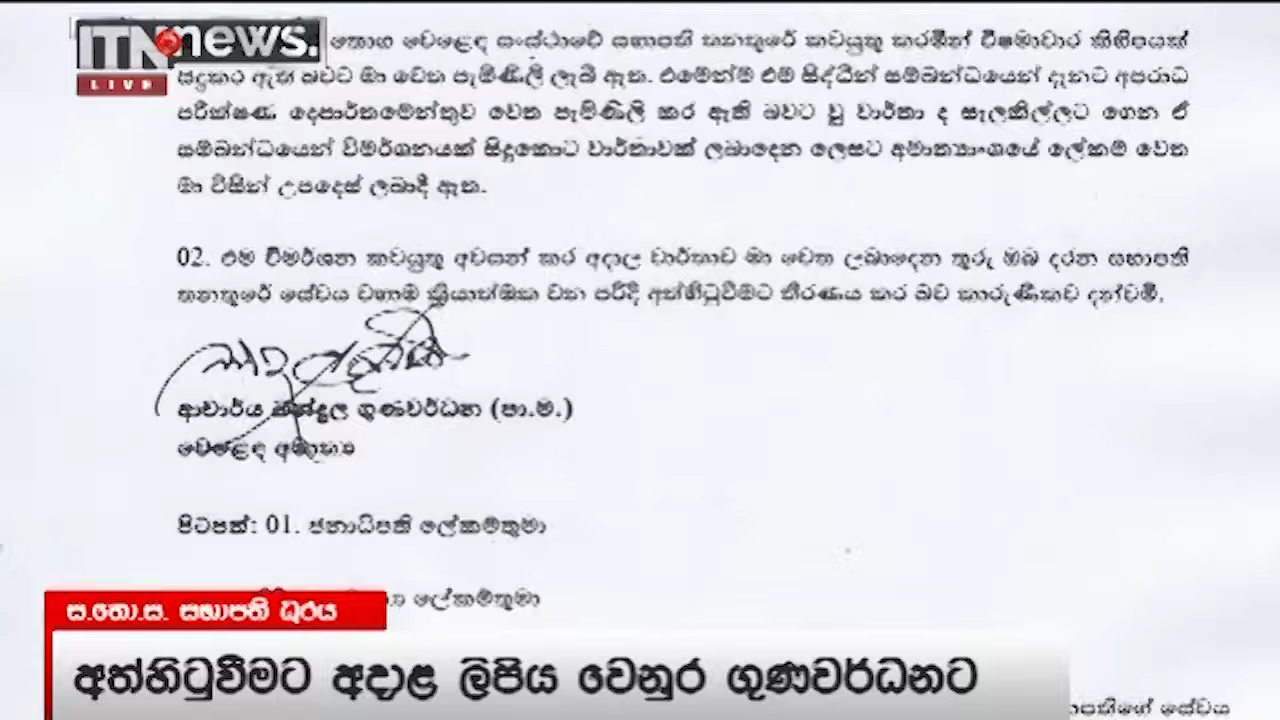 ITN news.
LIVE
තොග වෙළෙඳ සංස්ථාවේ සභාපති තනතුරේ කටයුතු කරමින් විෂමාචාර කිහිපයක්
සිදුකර ඇති බවට මා වෙත පැමිණිලි ලැබී ඇත. එමෙන්ම එම සිද්ධීන් සම්බන්ධයෙන් දැනට අපරාධ
පරීක්ෂණ දෙපාර්තමේන්තුව වෙත පැමිණිලි කර ඇති බවට වූ වාර්තා ද සැලකිල්ලට ගෙන ඒ
සම්බන්ධයෙන් විමර්ශනයක් සිදුකොට වාර්තාවක් ලබාදෙන ලෙසට අමාත්‍යාංශයේ ලේකම් වෙත
මා විසින් උපදෙස් ලබාදී ඇත.
02. එම විමර්ශන කටයුතු අවසන් කර අදාල වාර්තාව මා වෙත ලබාදෙන තුරු ඔබ දරන සභාපති
තනතුරේ සේවය වහාම ක්‍රියාත්මක වන පරිදි අත්හිටුවීමට තීරණය කර බව කාරුණිකව දන්වමි.
ආචාර්ය බන්දුල ගුණවර්ධන (පා.ම.)
වෙළෙඳ අමාත්‍ය
පිටපත්: 01. ජනාධිපති ලේකම්තුමා
ලේකම්තුමා
ස.තො.ස. සභාපති ධුරය
අත්හිටුවීමට අදාළ ලිපිය වෙනුර ගුණවර්ධනට
සේවය